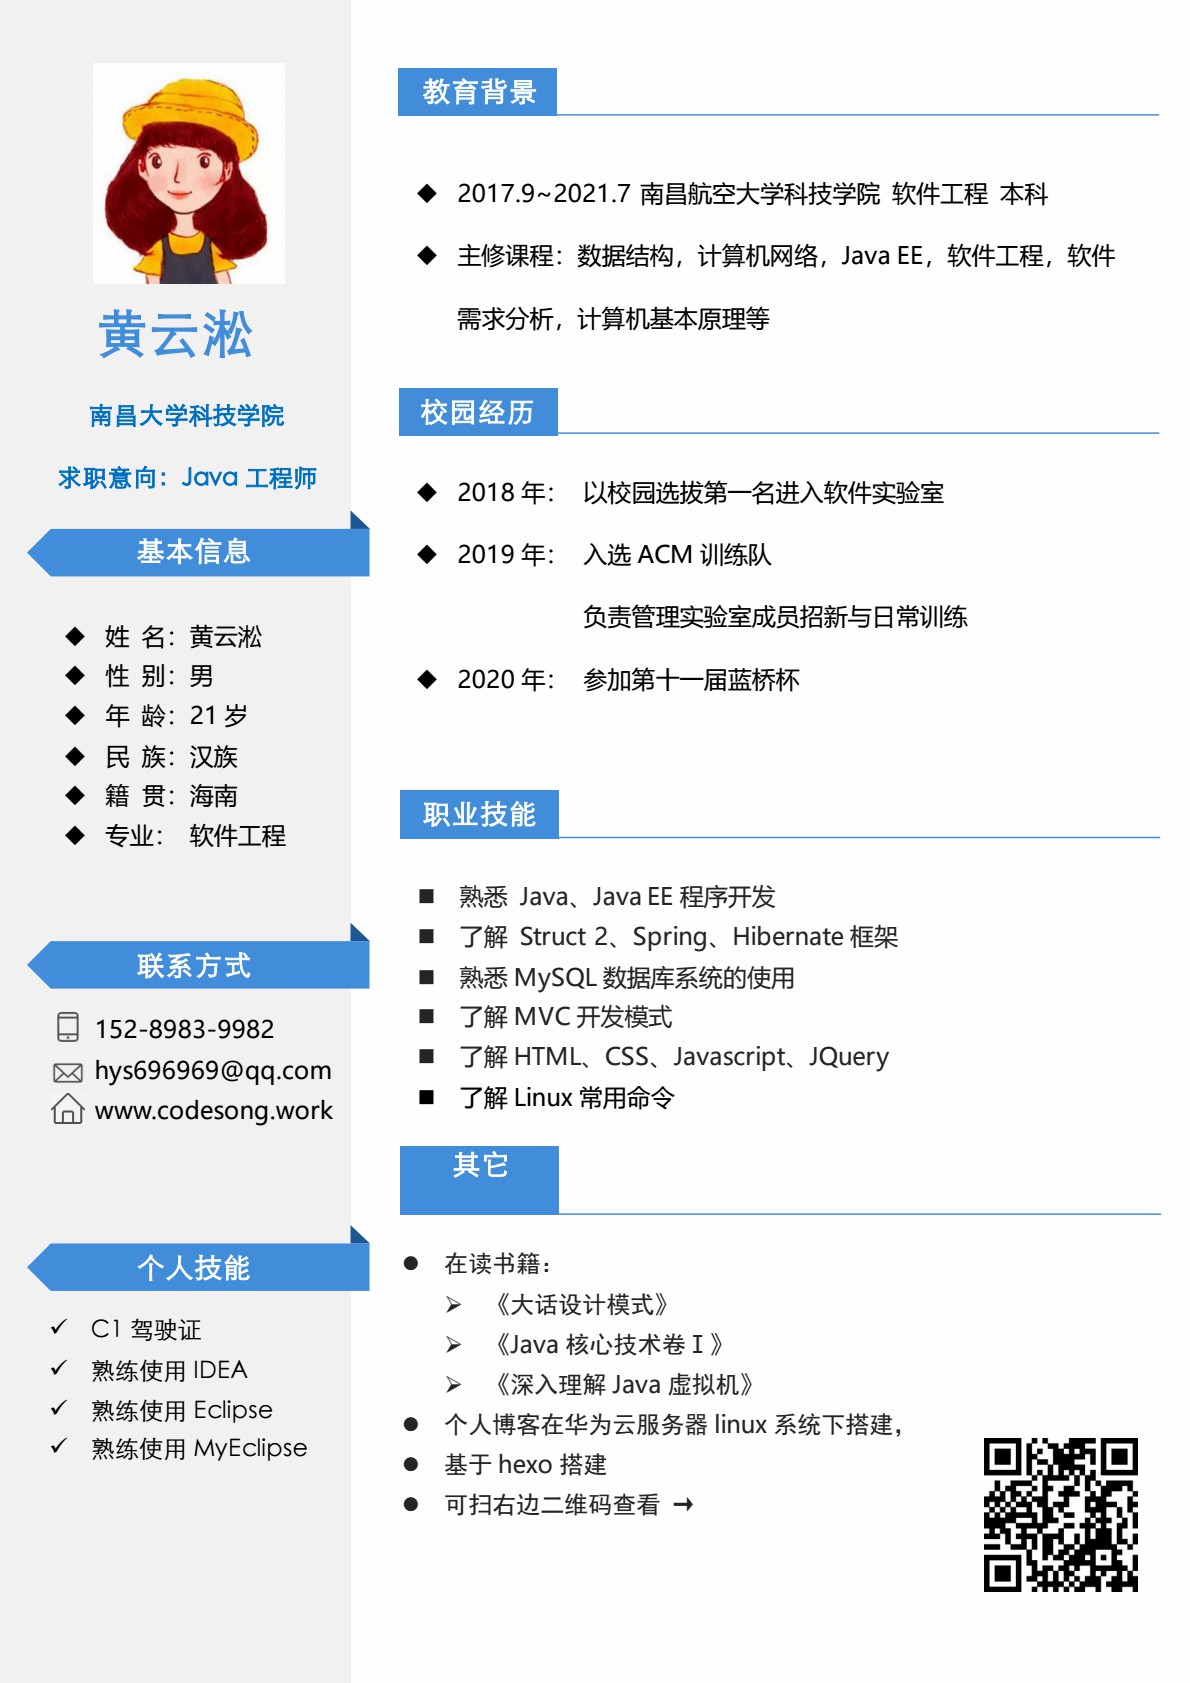 黄云淞
南昌大学科技学院
求职意向：Java 工程师
基本信息
姓 名：黄云淞
性 别：男
年 龄：21 岁
民 族：汉族
籍 贯：海南
专业： 软件工程
联系方式
152-8983-9982
hys696969@qq.com
www.codesong.work
个人技能
C1 驾驶证
熟练使用 IDEA
熟练使用 Eclipse
熟练使用 MyEclipse
教育背景
2017.9~2021.7 南昌航空大学科技学院 软件工程 本科
主修课程：数据结构，计算机网络，Java EE，软件工程，软件
需求分析，计算机基本原理等
校园经历
2018 年： 以校园选拔第一名进入软件实验室
2019 年： 入选 ACM 训练队
负责管理实验室成员招新与日常训练
2020 年： 参加第十一届蓝桥杯
职业技能
熟悉 Java、Java EE 程序开发
了解 Struct 2、Spring、Hibernate 框架
熟悉 MySQL 数据库系统的使用
了解 MVC 开发模式
了解 HTML、CSS、Javascript、JQuery
了解 Linux 常用命令
其它
在读书籍：
《大话设计模式》
《Java 核心技术卷 I 》
《深入理解 Java 虚拟机》
个人博客在华为云服务器 linux 系统下搭建，
基于 hexo 搭建
可扫右边二维码查看 →